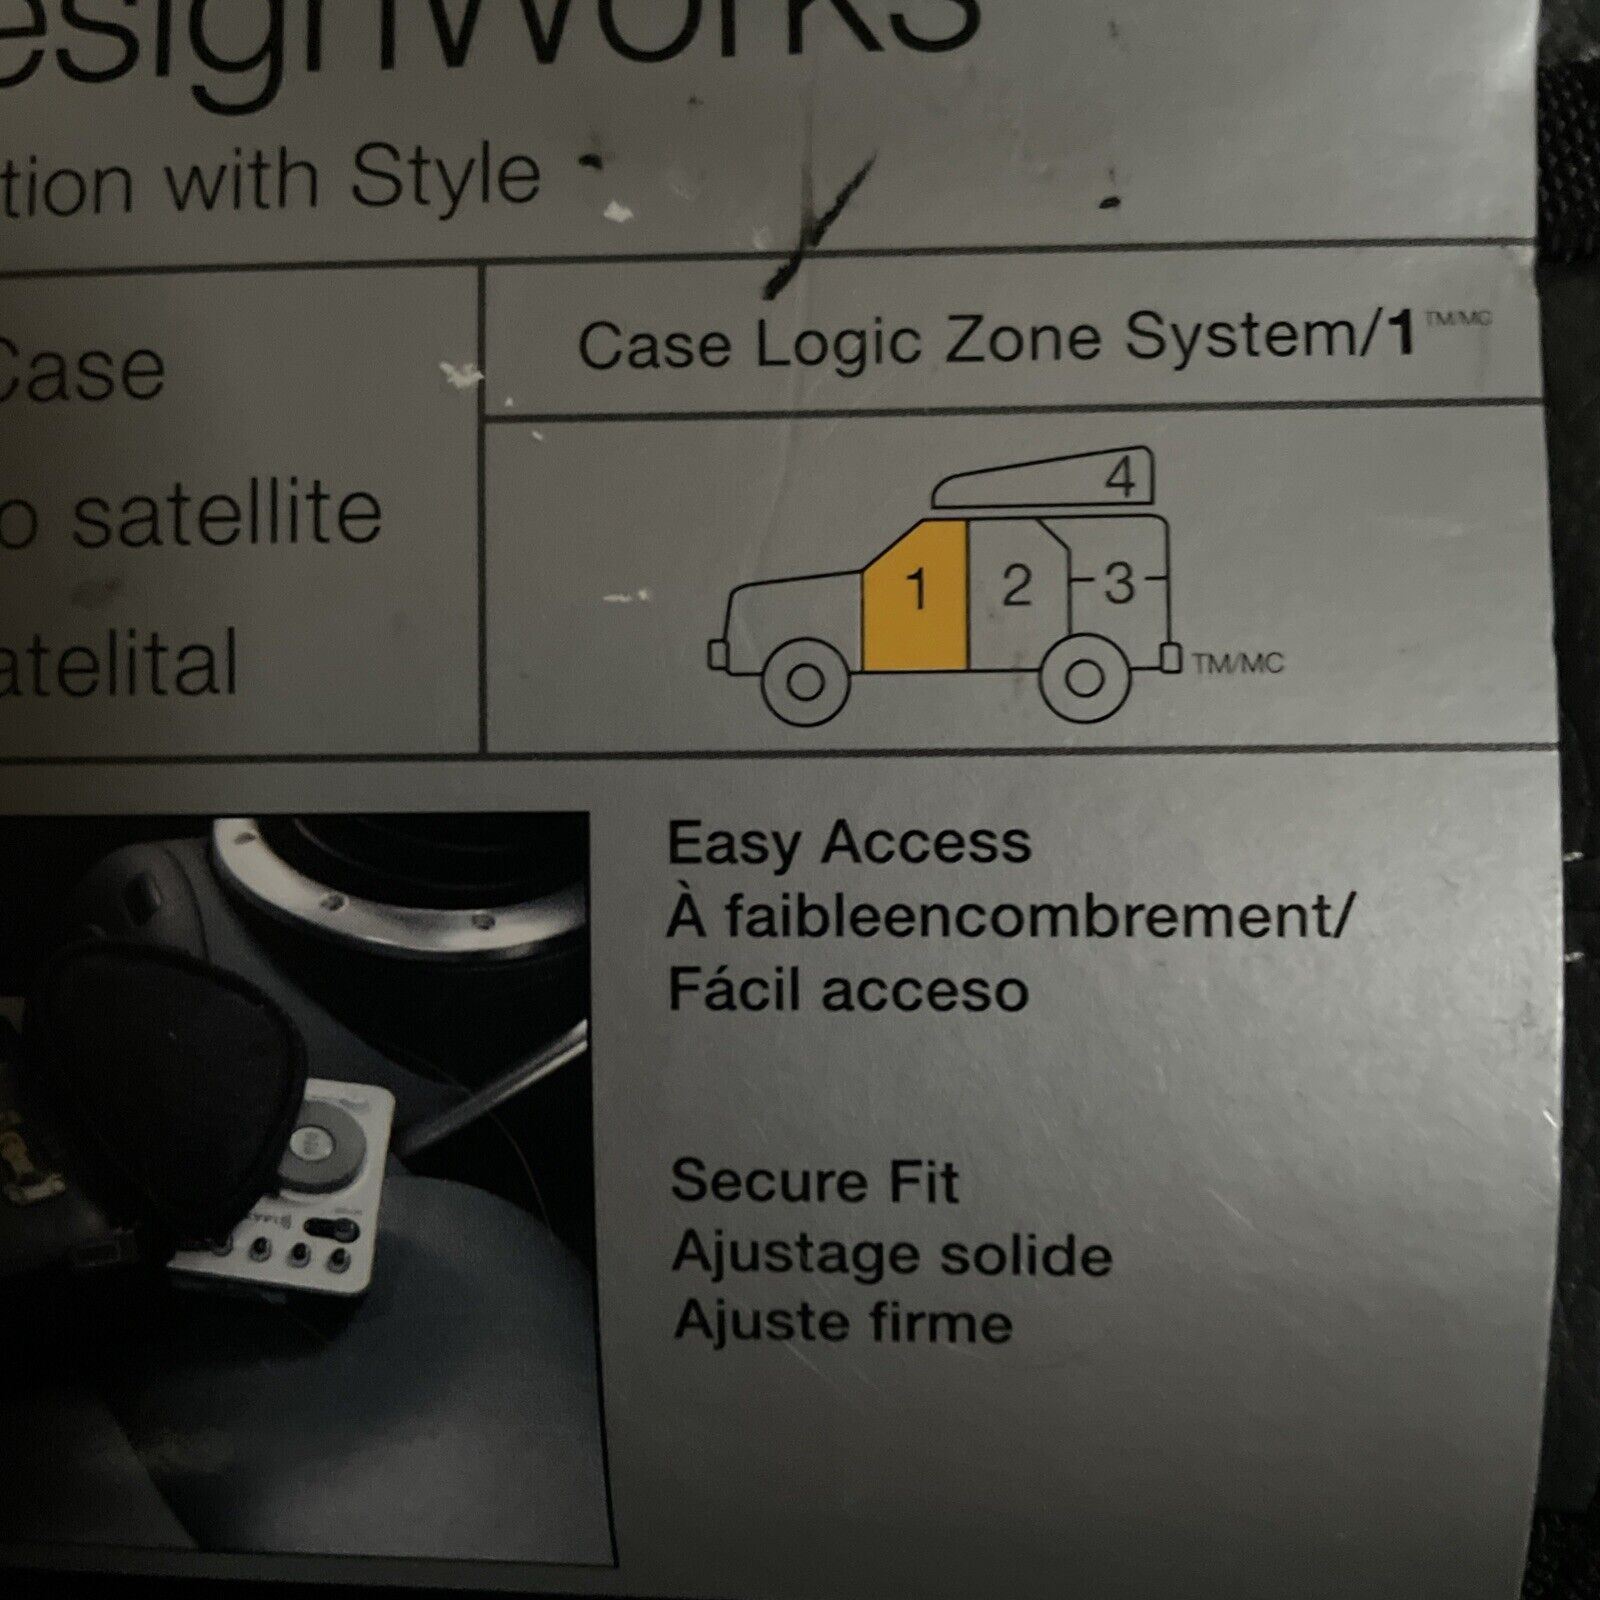 esignWorks
tion with Style
Case
o satellite
atelital
Case Logic Zone System/1 TM/MC
4
1 2 3
TM/MC
Easy Access
À faibleencombrement/
Fácil acceso
Secure Fit
Ajustage solide
Ajuste firme